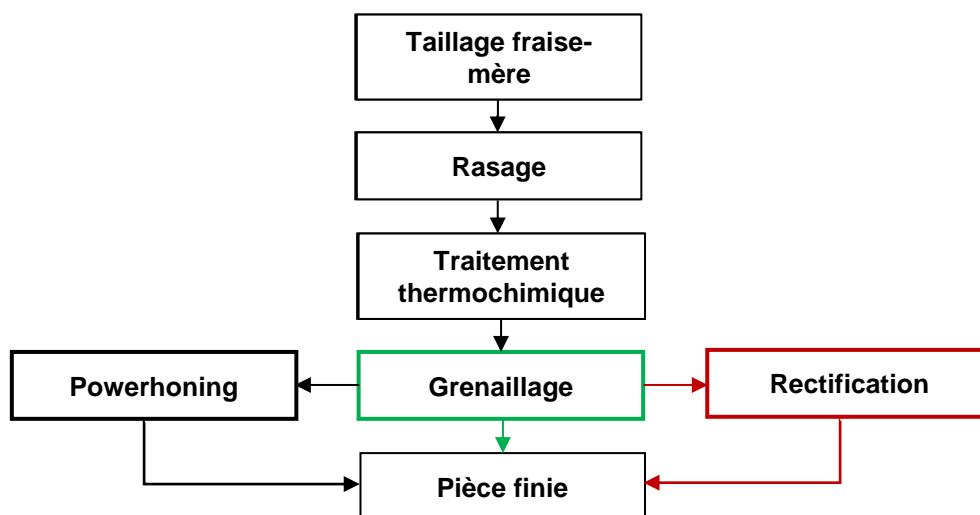 Taillage fraise-
mère
Rasage
Traitement
thermochimique
Powerhoning
Grenaillage
Rectification
Pièce finie